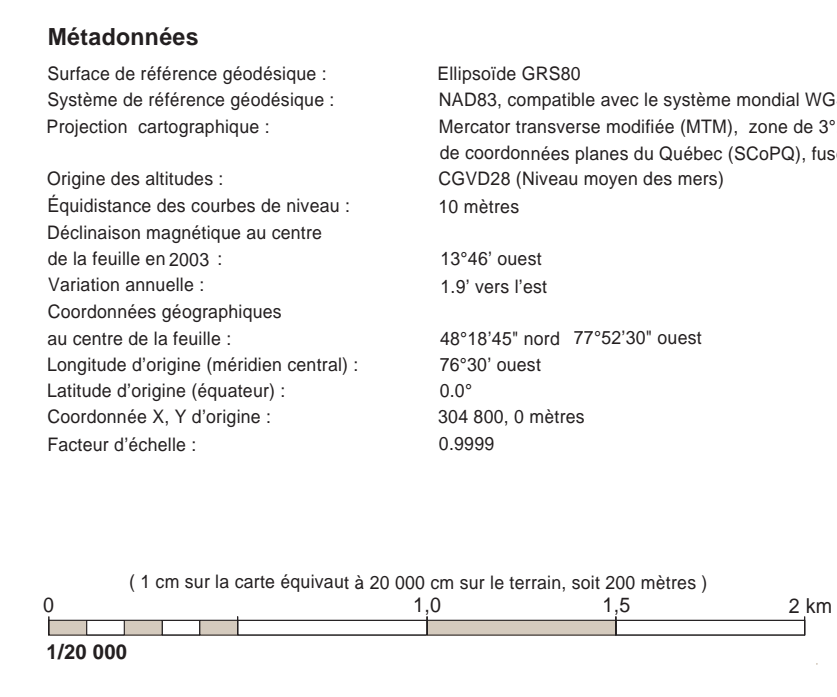 Métadonnées
Surface de référence géodésique : Ellipsoïde GRS80
Système de référence géodésique : NAD83, compatible avec le système mondial WG
Projection cartographique : Mercator transverse modifiée (MTM), zone de 3°
de coordonnées planes du Québec (SCoPQ), fus
Origine des altitudes : CGVD28 (Niveau moyen des mers)
Équidistance des courbes de niveau : 10 mètres
Déclinaison magnétique au centre
de la feuille en 2003 : 13°46’ ouest
Variation annuelle : 1.9’ vers l’est
Coordonnées géographiques
au centre de la feuille : 48°18’45" nord 77°52’30" ouest
Longitude d’origine (méridien central) : 76°30’ ouest
Latitude d’origine (équateur) : 0.0°
Coordonnée X, Y d’origine : 304 800, 0 mètres
Facteur d’échelle : 0.9999
( 1 cm sur la carte équivaut à 20 000 cm sur le terrain, soit 200 mètres )
0 1,0 1,5 2 km
1/20 000